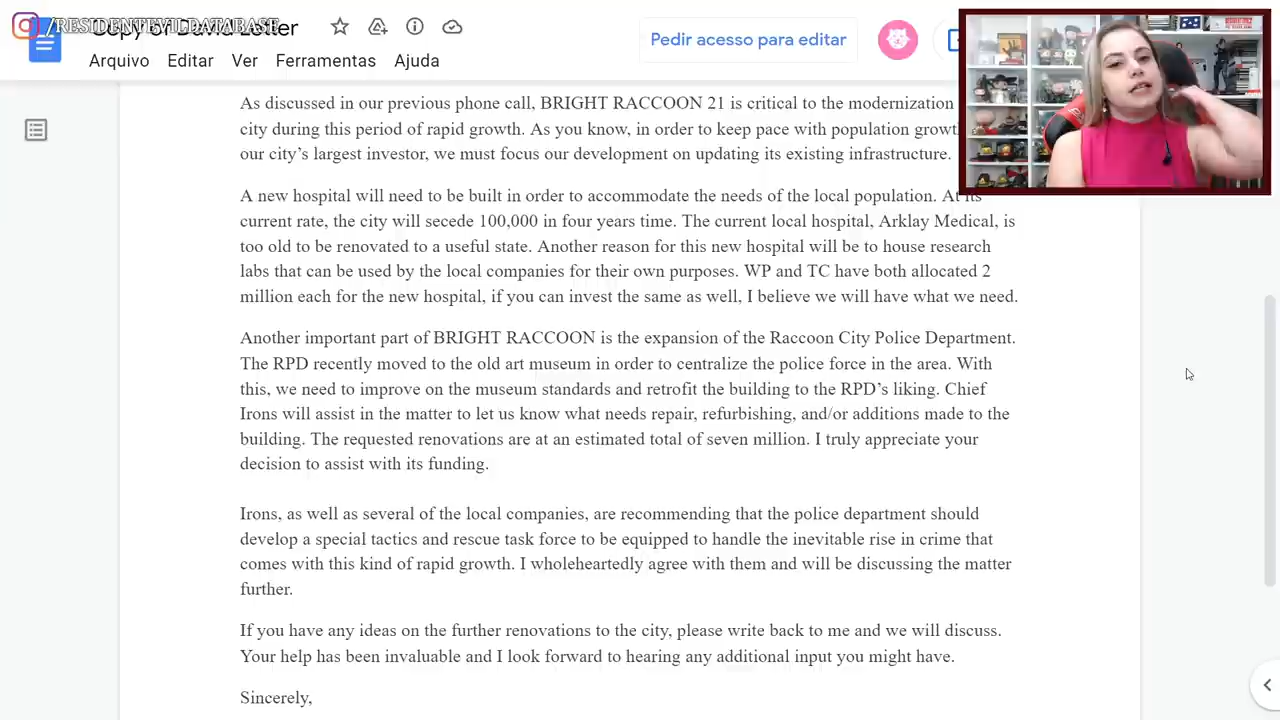 /RESIDENTEVILDATABASE
Copy of David Letter
Pedir acesso para editar
Arquivo Editar Ver Ferramentas Ajuda
As discussed in our previous phone call, BRIGHT RACCOON 21 is critical to the modernization
city during this period of rapid growth. As you know, in order to keep pace with population growth
our city’s largest investor, we must focus our development on updating its existing infrastructure.
A new hospital will need to be built in order to accommodate the needs of the local population. At its
current rate, the city will secede 100,000 in four years time. The current local hospital, Arklay Medical, is
too old to be renovated to a useful state. Another reason for this new hospital will be to house research
labs that can be used by the local companies for their own purposes. WP and TC have both allocated 2
million each for the new hospital, if you can invest the same as well, I believe we will have what we need.
Another important part of BRIGHT RACCOON is the expansion of the Raccoon City Police Department.
The RPD recently moved to the old art museum in order to centralize the police force in the area. With
this, we need to improve on the museum standards and retrofit the building to the RPD’s liking. Chief
Irons will assist in the matter to let us know what needs repair, refurbishing, and/or additions made to the
building. The requested renovations are at an estimated total of seven million. I truly appreciate your
decision to assist with its funding.
Irons, as well as several of the local companies, are recommending that the police department should
develop a special tactics and rescue task force to be equipped to handle the inevitable rise in crime that
comes with this kind of rapid growth. I wholeheartedly agree with them and will be discussing the matter
further.
If you have any ideas on the further renovations to the city, please write back to me and we will discuss.
Your help has been invaluable and I look forward to hearing any additional input you might have.
Sincerely,